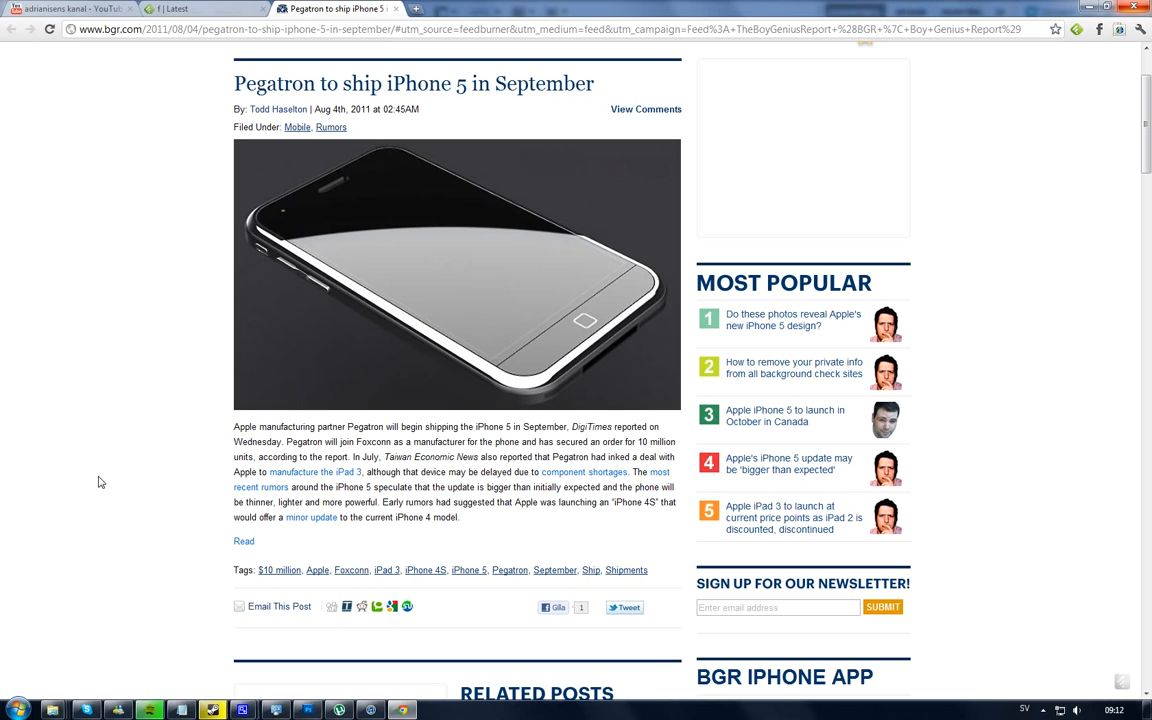 adrianisens kanal - YouTu
f | Latest
Pegatron to ship iPhone 5 i
www.bgr.com/2011/08/04/pegatron-to-ship-iphone-5-in-september/#utm_source=feedburner&utm_medium=feed&utm_campaign=Feed%3A+TheBoyGeniusReport+%28BGR+%7C+Boy+Genius+Report%29
Pegatron to ship iPhone 5 in September
By: Todd Haselton | Aug 4th, 2011 at 02:45AM
View Comments
Filed Under: Mobile, Rumors
Apple manufacturing partner Pegatron will begin shipping the iPhone 5 in September, DigiTimes reported on
Wednesday. Pegatron will join Foxconn as a manufacturer for the phone and has secured an order for 10 million
units, according to the report. In July, Taiwan Economic News also reported that Pegatron had inked a deal with
Apple to manufacture the iPad 3, although that device may be delayed due to component shortages. The most
recent rumors around the iPhone 5 speculate that the update is bigger than initially expected and the phone will
be thinner, lighter and more powerful. Early rumors had suggested that Apple was launching an “iPhone 4S” that
would offer a minor update to the current iPhone 4 model.
Read
Tags: $10 million, Apple, Foxconn, iPad 3, iPhone 4S, iPhone 5, Pegatron, September, Ship, Shipments
Email This Post
Gilla
1
Tweet
RELATED POSTS
MOST POPULAR
1
Do these photos reveal Apple's
new iPhone 5 design?
2
How to remove your private info
from all background check sites
3
Apple iPhone 5 to launch in
October in Canada
4
Apple's iPhone 5 update may
be 'bigger than expected'
5
Apple iPad 3 to launch at
current price points as iPad 2 is
discounted, discontinued
SIGN UP FOR OUR NEWSLETTER!
Enter email address
SUBMIT
BGR IPHONE APP
SV
09:12